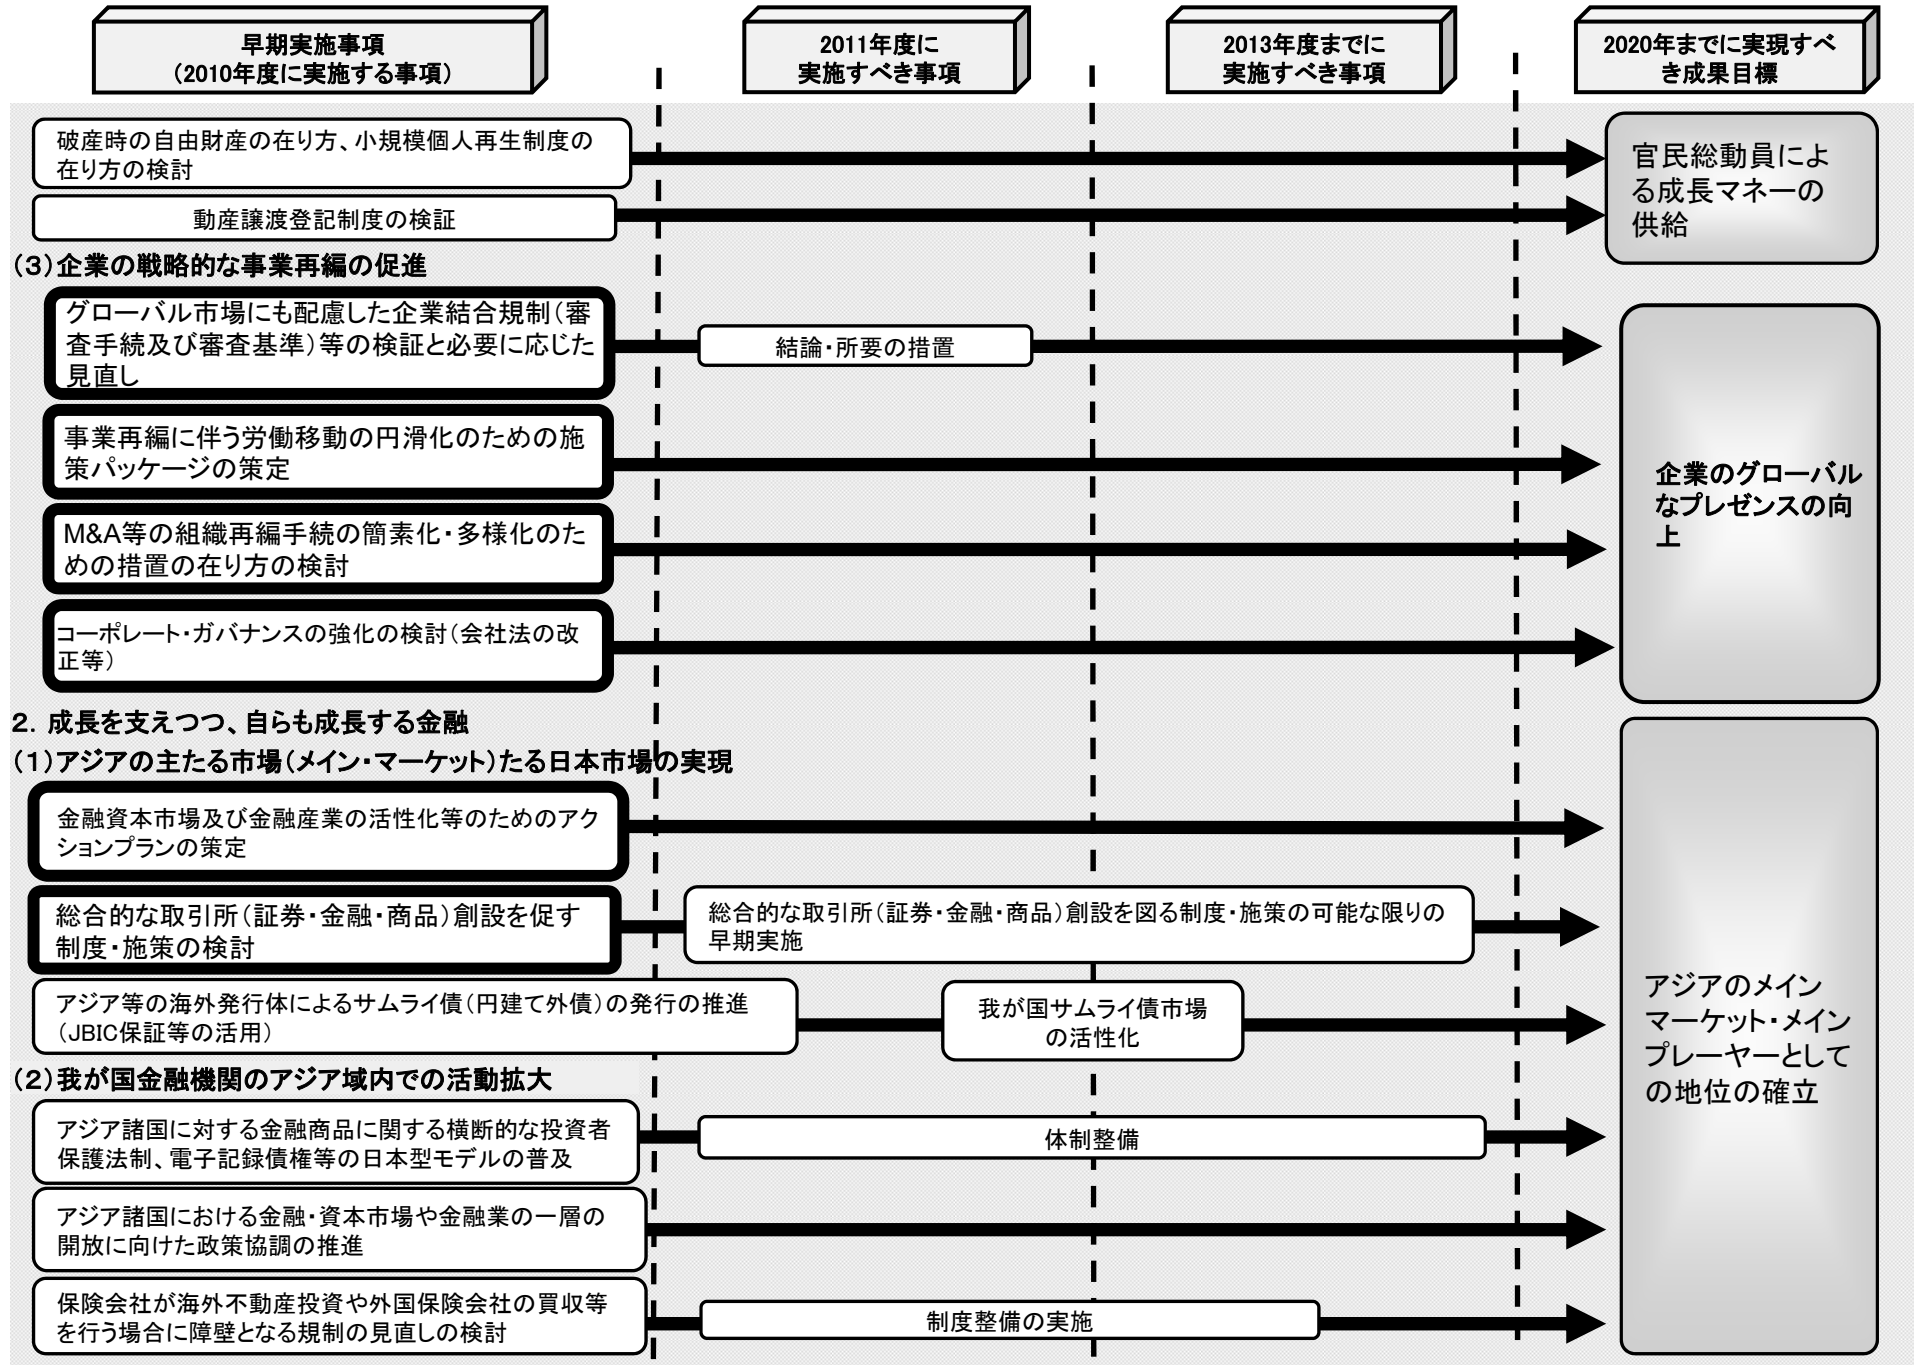 早期実施事項
（2010年度に実施する事項）
2011年度に
実施すべき事項
2013年度までに
実施すべき事項
2020年までに実現すべ
き成果目標
破産時の自由財産の在り方、小規模個人再生制度の
在り方の検討
官民総動員によ
る成長マネーの
供給
動産譲渡登記制度の検証
（３）企業の戦略的な事業再編の促進
グローバル市場にも配慮した企業結合規制（審
査手続及び審査基準）等の検証と必要に応じた
見直し
結論・所要の措置
事業再編に伴う労働移動の円滑化のための施
策パッケージの策定
企業のグローバル
なプレゼンスの向
上
M&A等の組織再編手続の簡素化・多様化のた
めの措置の在り方の検討
コーポレート・ガバナンスの強化の検討（会社法の改
正等）
２．成長を支えつつ、自らも成長する金融
（１）アジアの主たる市場（メイン・マーケット）たる日本市場の実現
金融資本市場及び金融産業の活性化等のためのアク
ションプランの策定
総合的な取引所（証券・金融・商品）創設を促す
制度・施策の検討
総合的な取引所（証券・金融・商品）創設を図る制度・施策の可能な限りの
早期実施
アジア等の海外発行体によるサムライ債（円建て外債）の発行の推進
（JBIC保証等の活用）
我が国サムライ債市場
の活性化
アジアのメイン
マーケット・メイン
プレーヤーとして
の地位の確立
（２）我が国金融機関のアジア域内での活動拡大
アジア諸国に対する金融商品に関する横断的な投資者
保護法制、電子記録債権等の日本型モデルの普及
体制整備
アジア諸国における金融・資本市場や金融業の一層の
開放に向けた政策協調の推進
保険会社が海外不動産投資や外国保険会社の買収等
を行う場合に障壁となる規制の見直しの検討
制度整備の実施